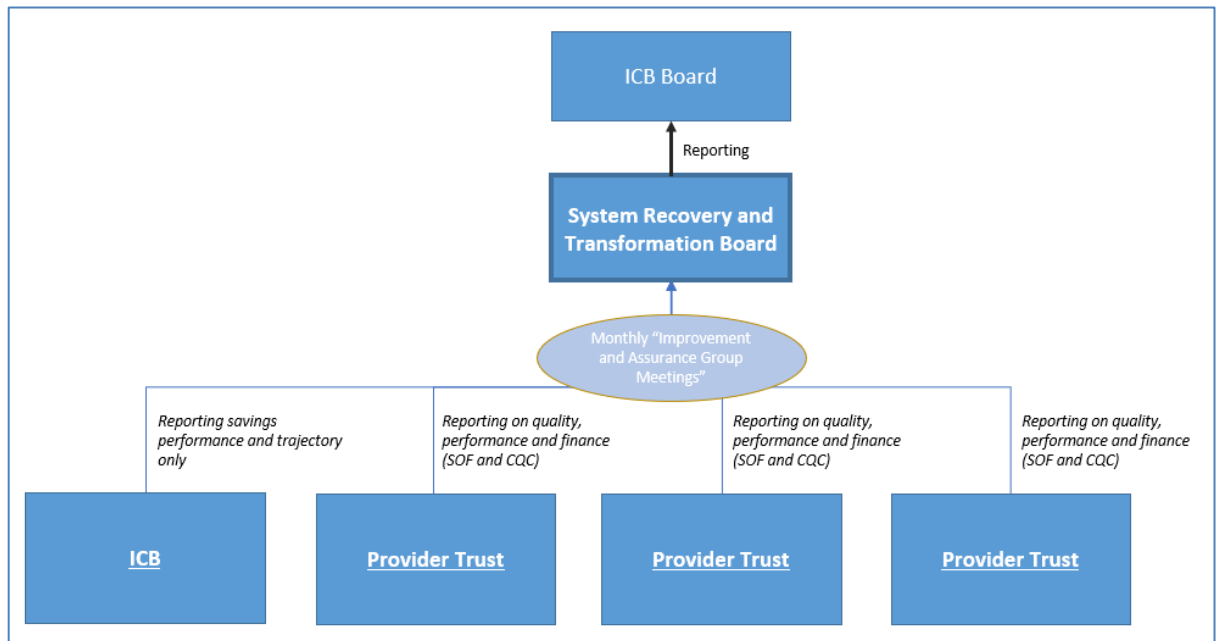 ICB Board
Reporting
System Recovery and
Transformation Board
Monthly “Improvement
and Assurance Group
Meetings”
Reporting savings
performance and trajectory
only
Reporting on quality,
performance and finance
(SOF and CQC)
Reporting on quality,
performance and finance
(SOF and CQC)
Reporting on quality,
performance and finance
(SOF and CQC)
ICB
Provider Trust
Provider Trust
Provider Trust